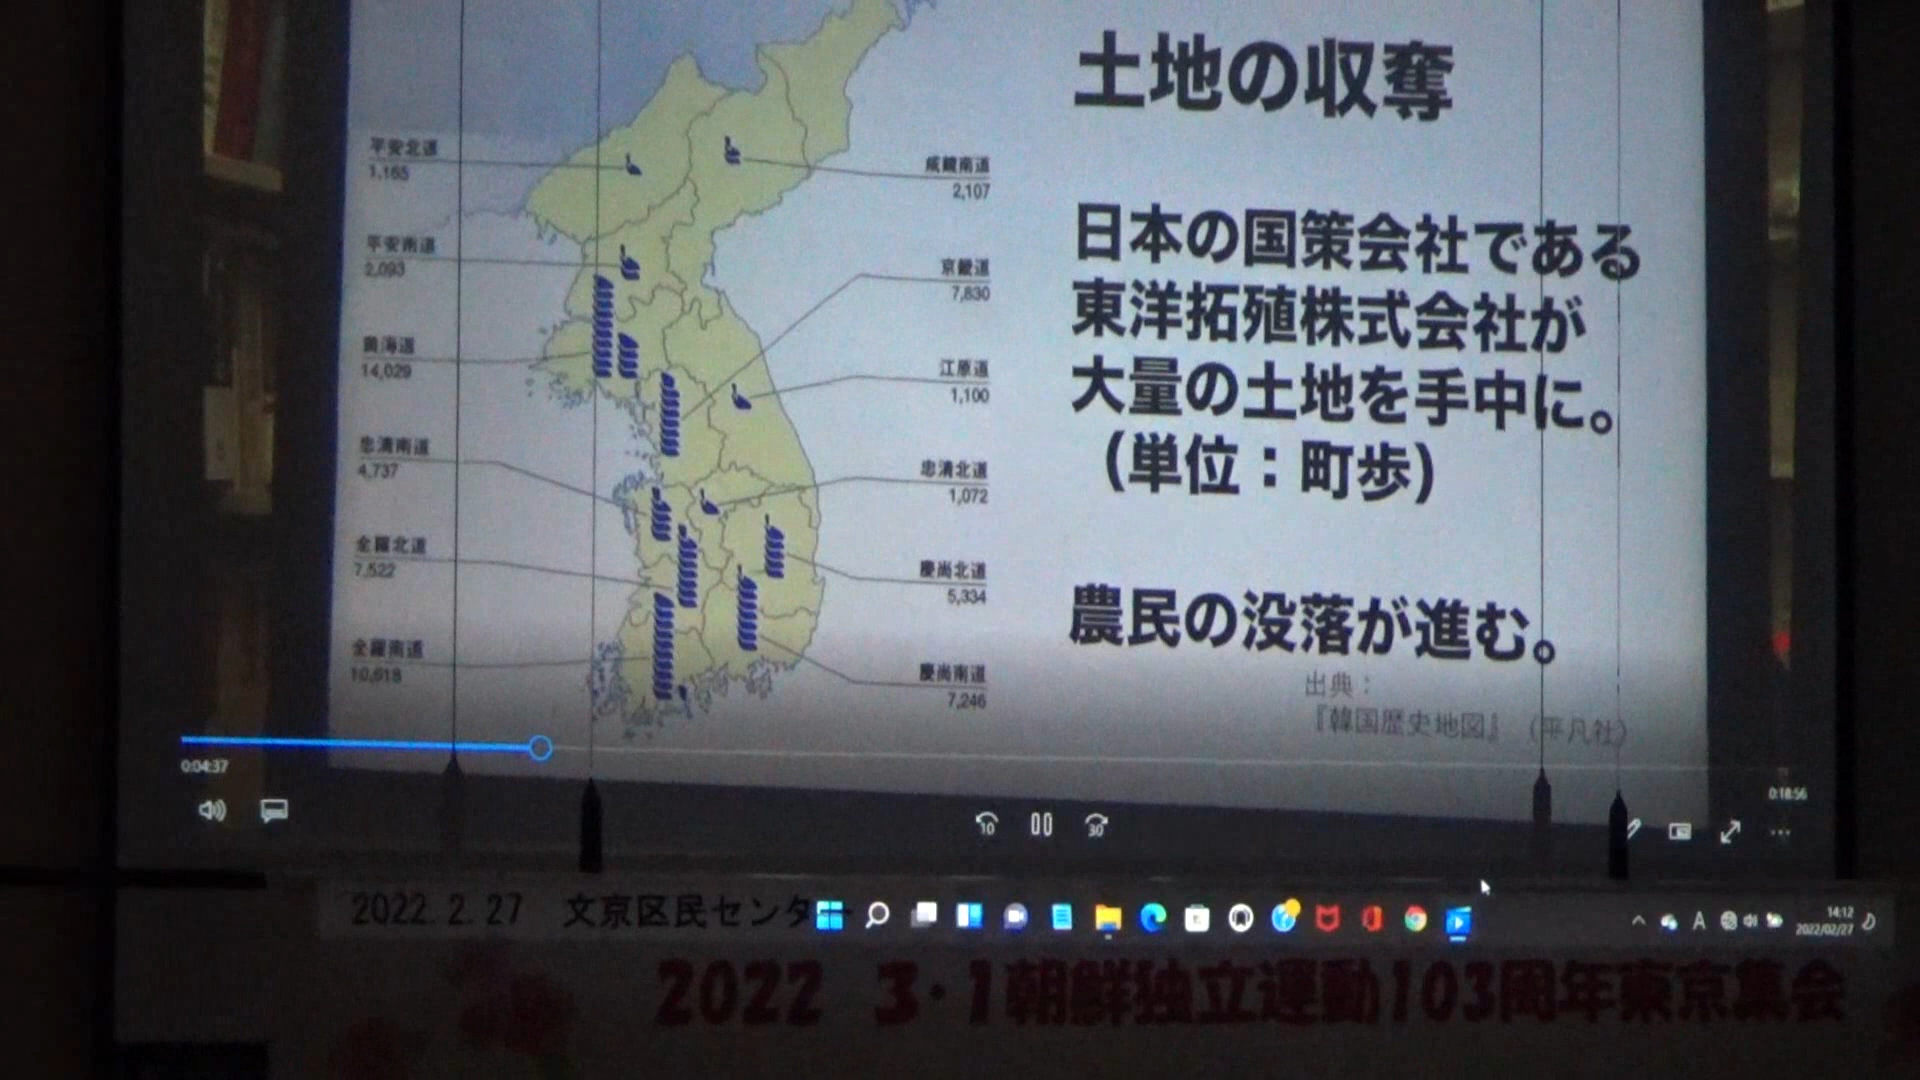 土地の収奪
日本の国策会社である
東洋拓殖株式会社が
大量の土地を手中に。
（単位：町歩）
農民の没落が進む。
出典：
『韓国歴史地図』（平凡社）
平安北道
1,165
平安南道
2,093
黄海道
14,029
忠清南道
4,737
全羅北道
7,522
全羅南道
10,618
咸鏡南道
2,107
京畿道
7,830
江原道
1,100
忠清北道
1,072
慶尚北道
5,334
慶尚南道
7,246
0:04:37
0:18:56
10
30
A
14:12
2022/02/27
2022.2.27　文京区民センター
2022 3・1朝鮮独立運動103周年東京集会